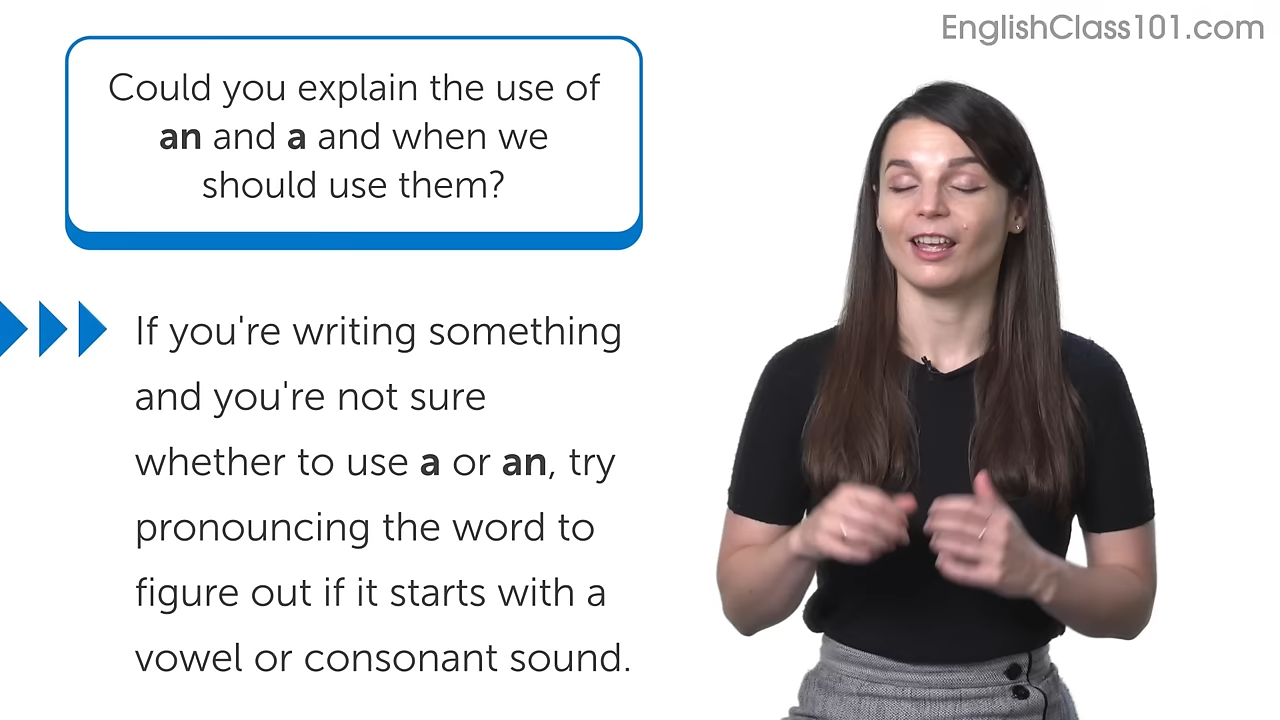 EnglishClass101.com
Could you explain the use of
an and a and when we
should use them?
If you're writing something
and you're not sure
whether to use a or an, try
pronouncing the word to
figure out if it starts with a
vowel or consonant sound.